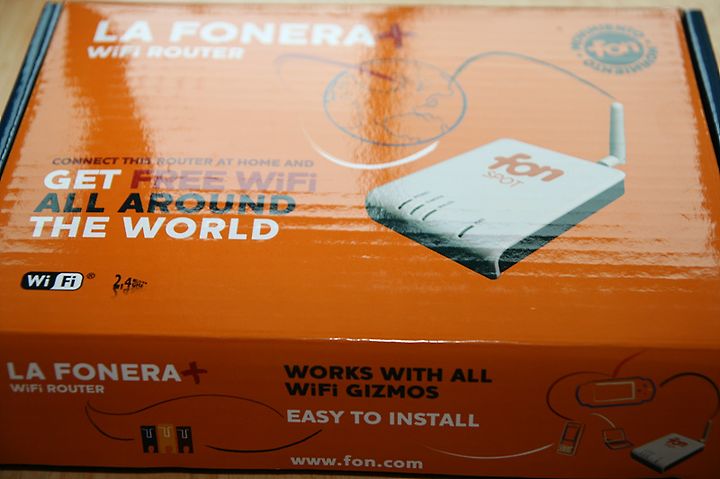 LA FONERA+
WiFi ROUTER
fon
fon
SPOT
CONNECT THIS ROUTER AT HOME AND
GET FREE WiFi
ALL AROUND
THE WORLD
Wi Fi ®
2,4
LA FONERA+
WiFi ROUTER
WORKS WITH ALL
WiFi GIZMOS
EASY TO INSTALL
fon
www.fon.com